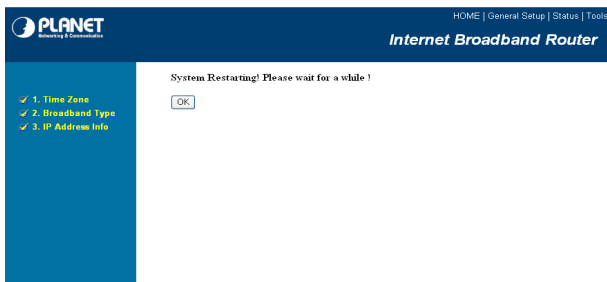 HOME | General Setup | Status | Tools
PLANET
Networking & Communication
Internet Broadband Router
System Restarting! Please wait for a while !
OK
1. Time Zone
2. Broadband Type
3. IP Address Info